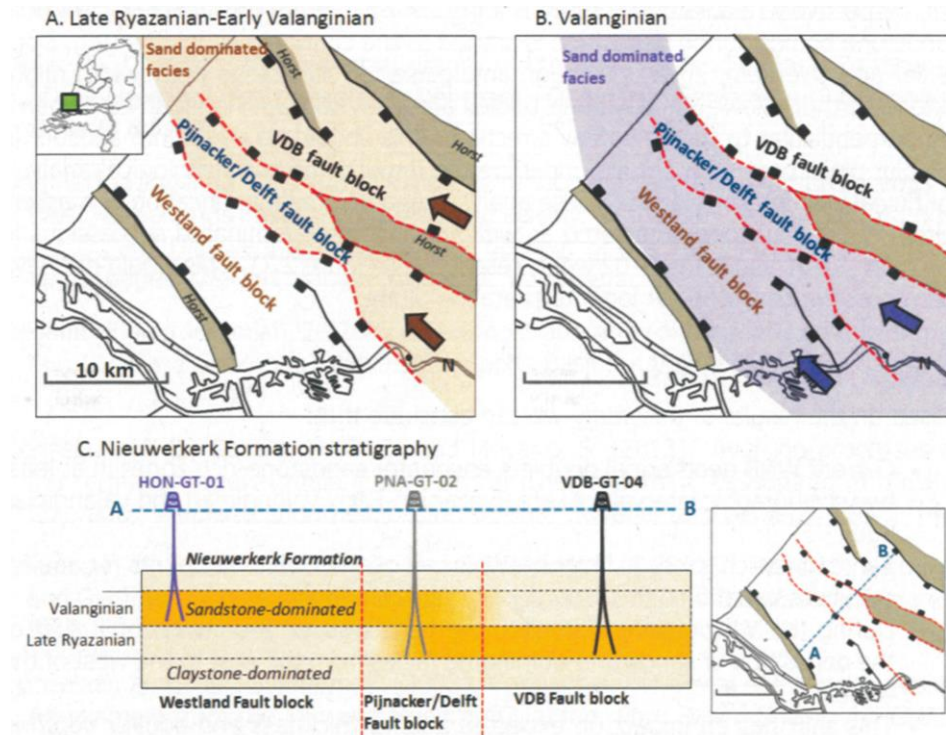 A. Late Ryazanian-Early Valanginian
Sand dominated
facies
Horst
Horst
Pijnacker/Delft fault block
VDB fault block
Westland fault block
Horst
Horst
10 km
N
B. Valanginian
Sand dominated
facies
Pijnacker/Delft fault block
VDB fault block
Westland fault block
N
C. Nieuwerkerk Formation stratigraphy
HON-GT-01
PNA-GT-02
VDB-GT-04
A
B
Nieuwerkerk Formation
Valanginian
Sandstone-dominated
Late Ryazanian
Claystone-dominated
Westland Fault block
Pijnacker/Delft
Fault block
VDB Fault block
B
A